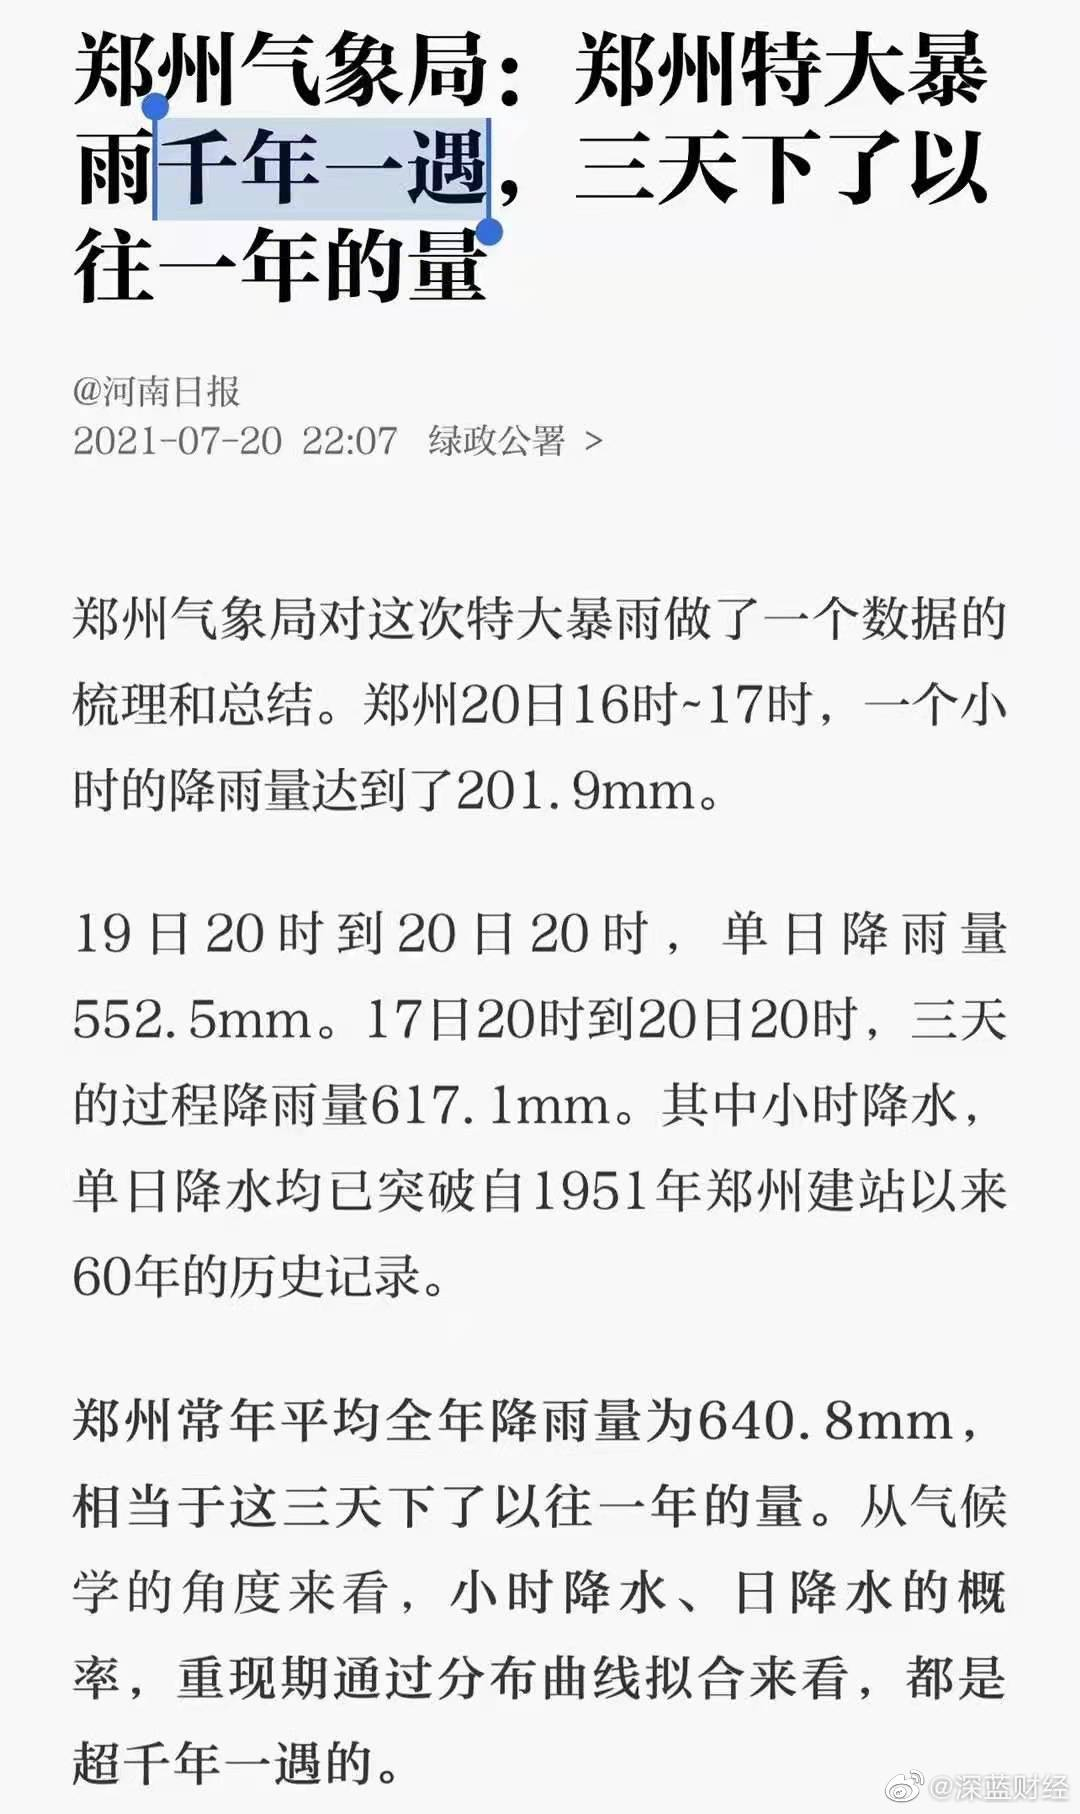 郑州气象局：郑州特大暴
雨千年一遇，三天下了以
往一年的量
@河南日报
2021-07-20 22:07 绿政公署 >
郑州气象局对这次特大暴雨做了一个数据的
梳理和总结。郑州20日16时~17时，一个小
时的降雨量达到了201.9mm。
19日20时到20日20时，单日降雨量
552.5mm。17日20时到20日20时，三天
的过程降雨量617.1mm。其中小时降水，
单日降水均已突破自1951年郑州建站以来
60年的历史记录。
郑州常年平均全年降雨量为640.8mm，
相当于这三天下了以往一年的量。从气候
学的角度来看，小时降水、日降水的概
率，重现期通过分布曲线拟合来看，都是
超千年一遇的。
@深蓝财经